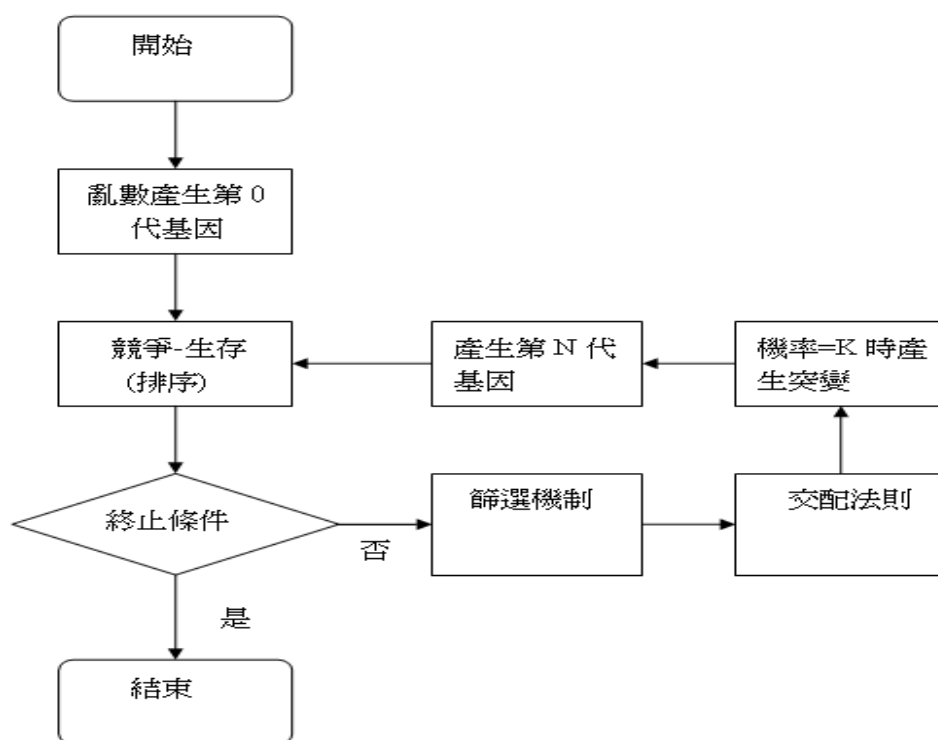 開始
亂數產生第 0
代基因
競爭-生存
(排序)
產生第 N 代
基因
機率=K 時產
生突變
終止條件
否
篩選機制
交配法則
是
結束